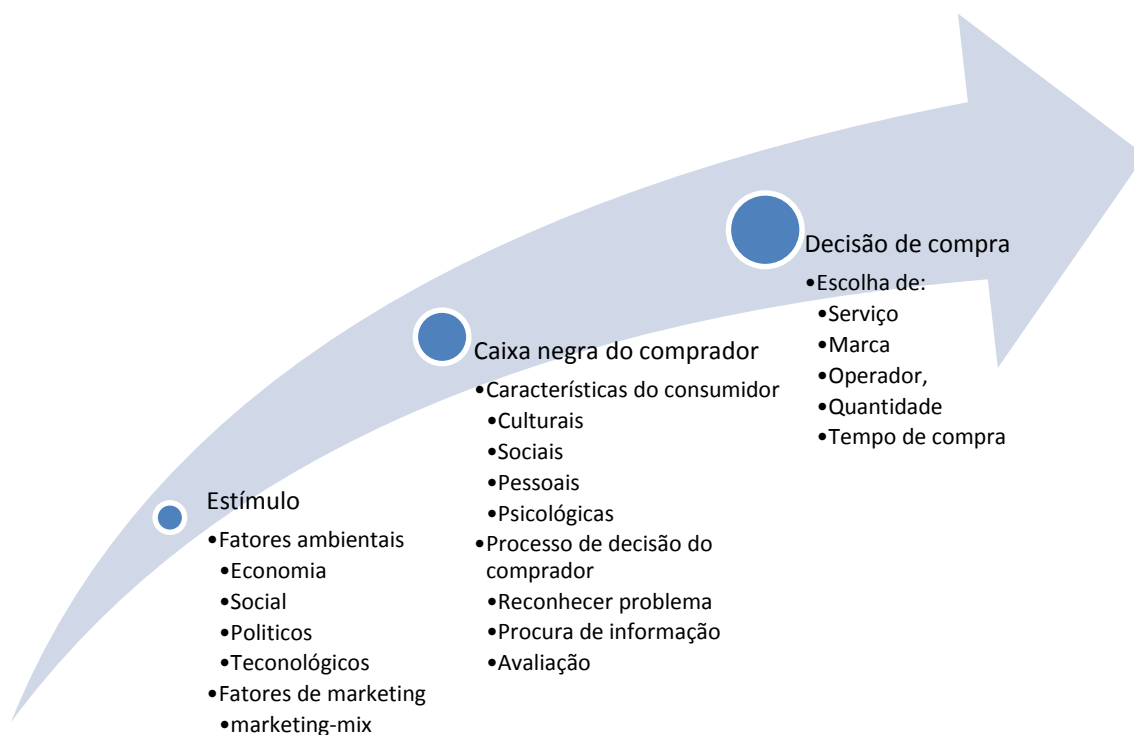 Estímulo
•Fatores ambientais
•Economia
•Social
•Politicos
•Teconológicos
•Fatores de marketing
•marketing-mix
Caixa negra do comprador
•Características do consumidor
•Culturais
•Sociais
•Pessoais
•Psicológicas
•Processo de decisão do
comprador
•Reconhecer problema
•Procura de informação
•Avaliação
Decisão de compra
•Escolha de:
•Serviço
•Marca
•Operador,
•Quantidade
•Tempo de compra